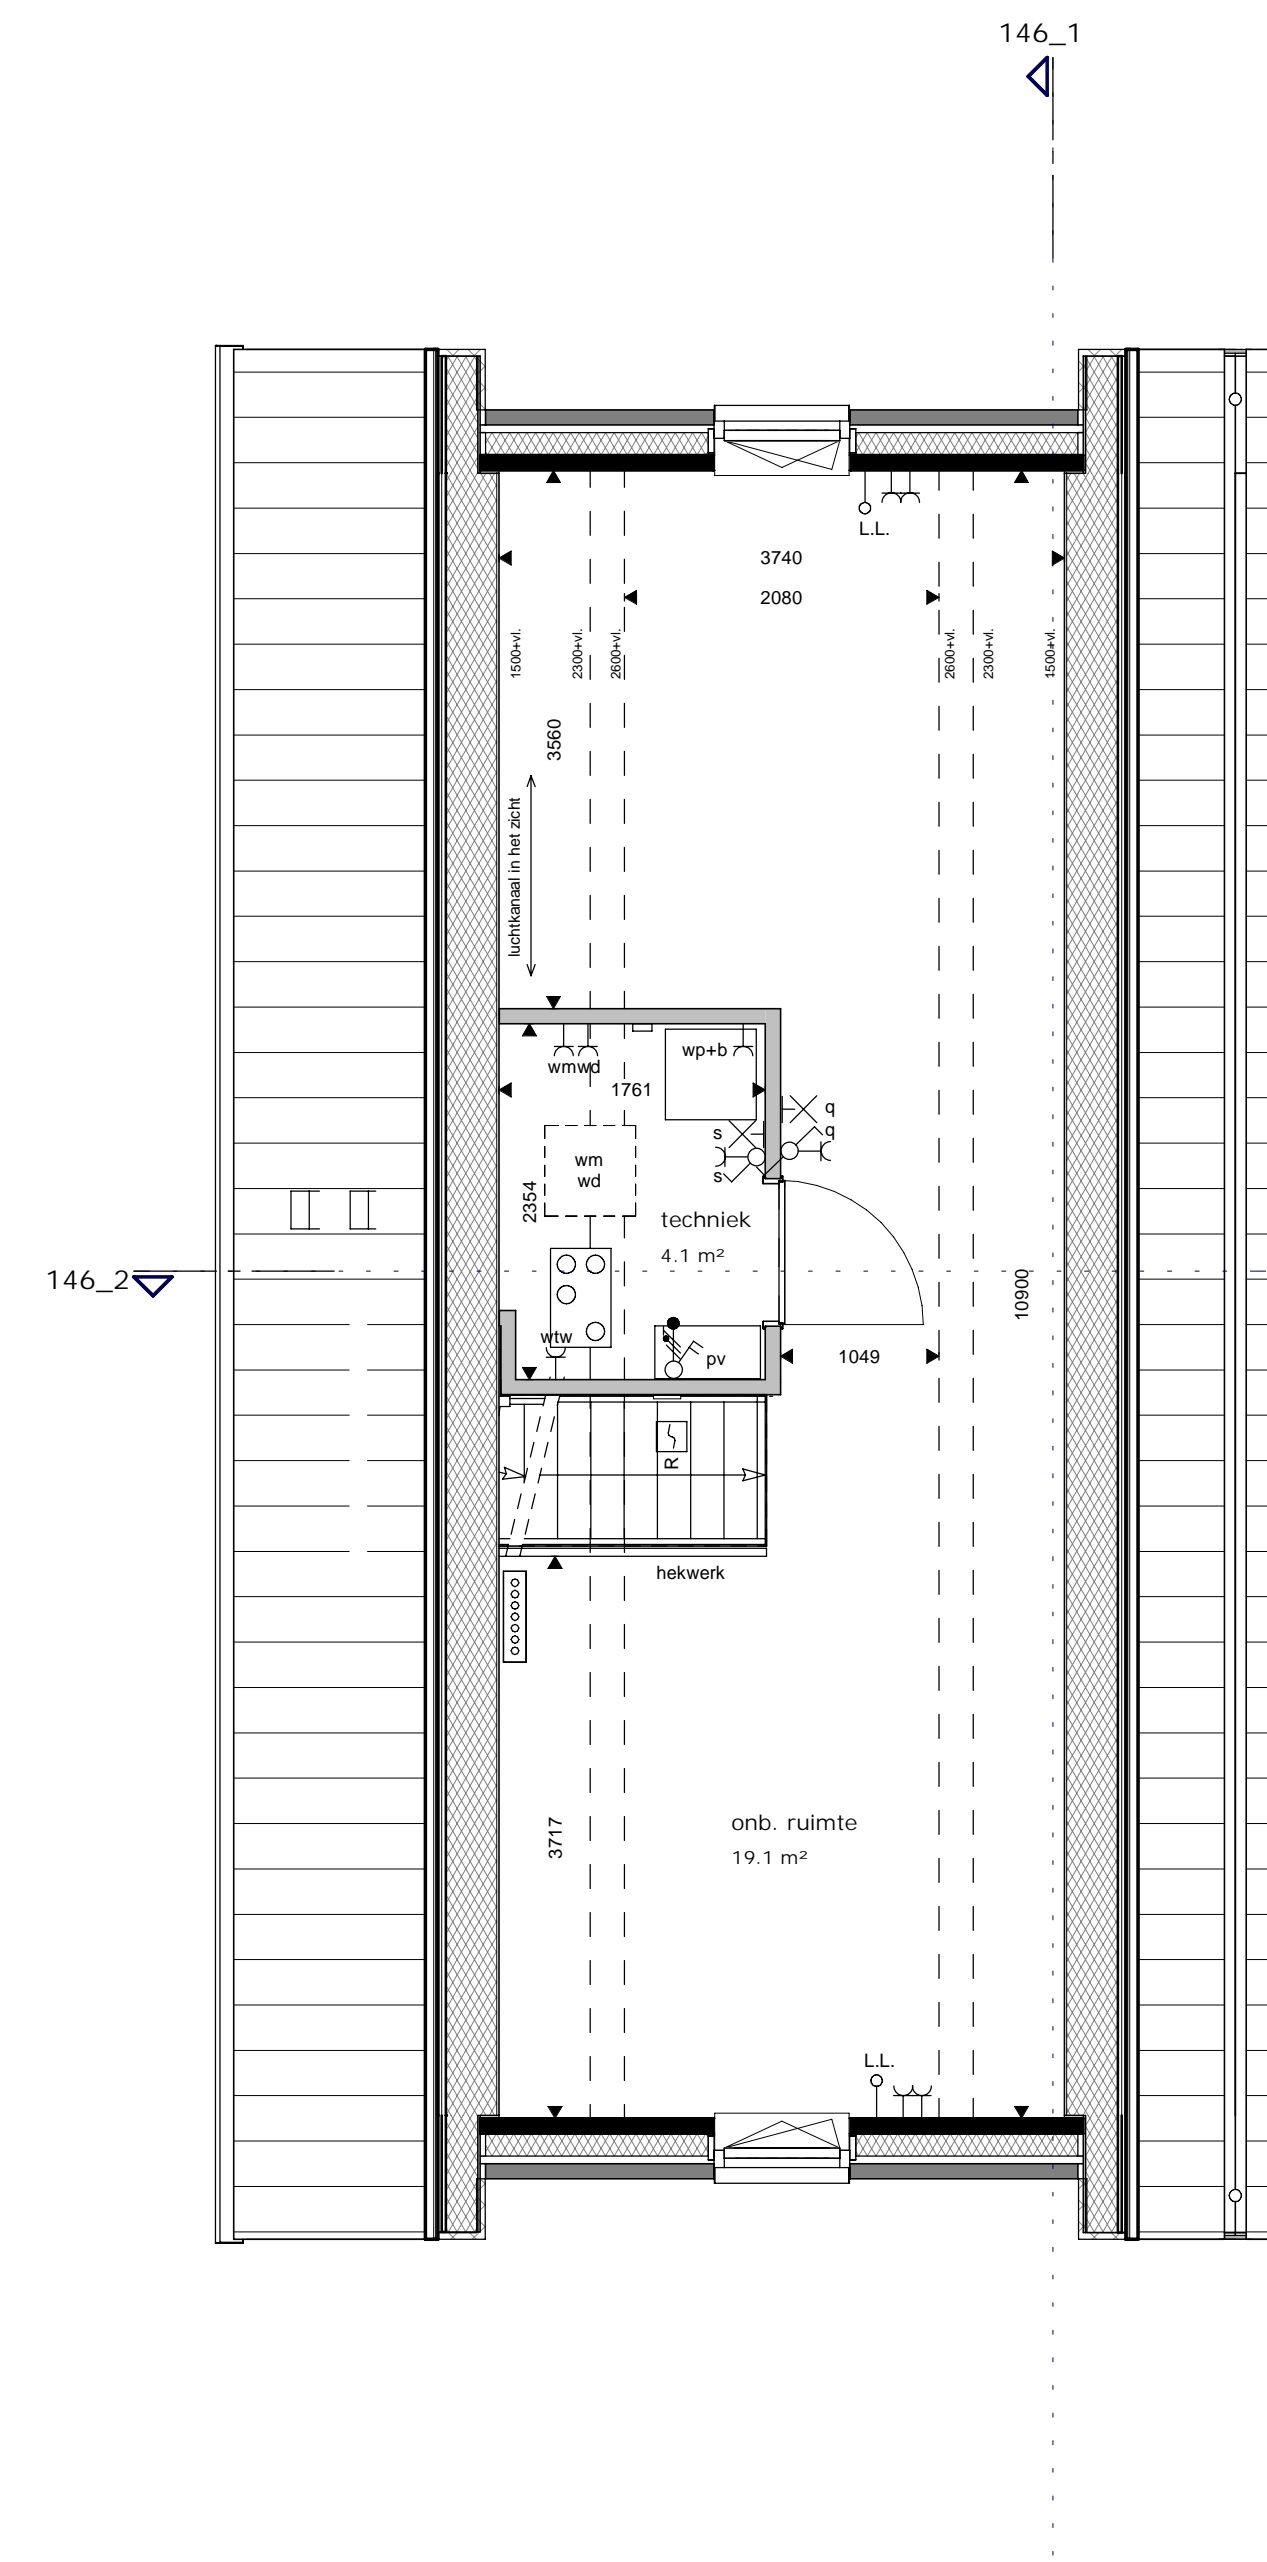 146_1
L.L.
3740
2080
1500+vl.
2300+vl.
2600+vl.
2600+vl.
2300+vl.
1500+vl.
3560
luchtkanaal in het zicht
wmwd
wp+b
1761
q
s
q
s
wm
wd
2354
techniek
4.1 m²
146_2
10900
wtw
pv
1049
R
hekwerk
3717
onb. ruimte
19.1 m²
L.L.